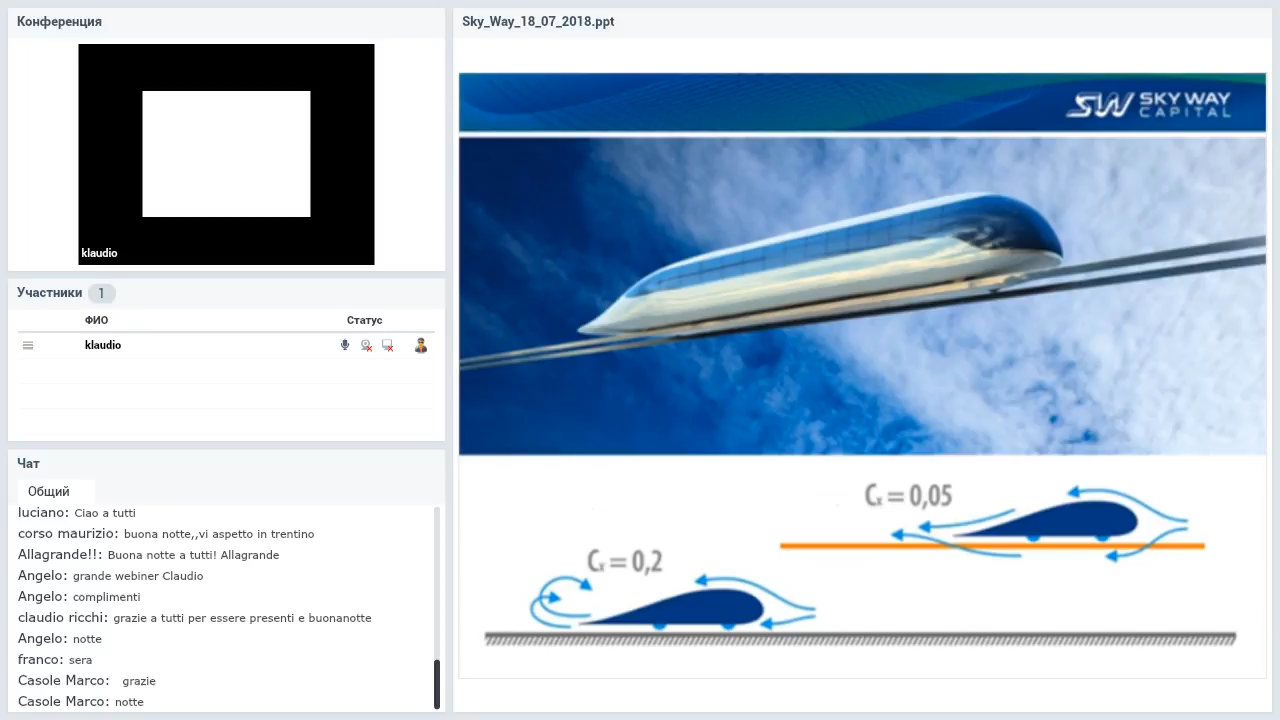 Конференция
klaudio
Участники 1
ФИО Статус
klaudio
Чат
Общий
luciano: Ciao a tutti
corso maurizio: buona notte,,vi aspetto in trentino
Allagrande!!: Buona notte a tutti! Allagrande
Angelo: grande webiner Claudio
Angelo: complimenti
claudio ricchi: grazie a tutti per essere presenti e buonanotte
Angelo: notte
franco: sera
Casole Marco: grazie
Casole Marco: notte
Sky_Way_18_07_2018.ppt
SW SKY WAY
CAPITAL
Cx = 0,05
Cx = 0,2